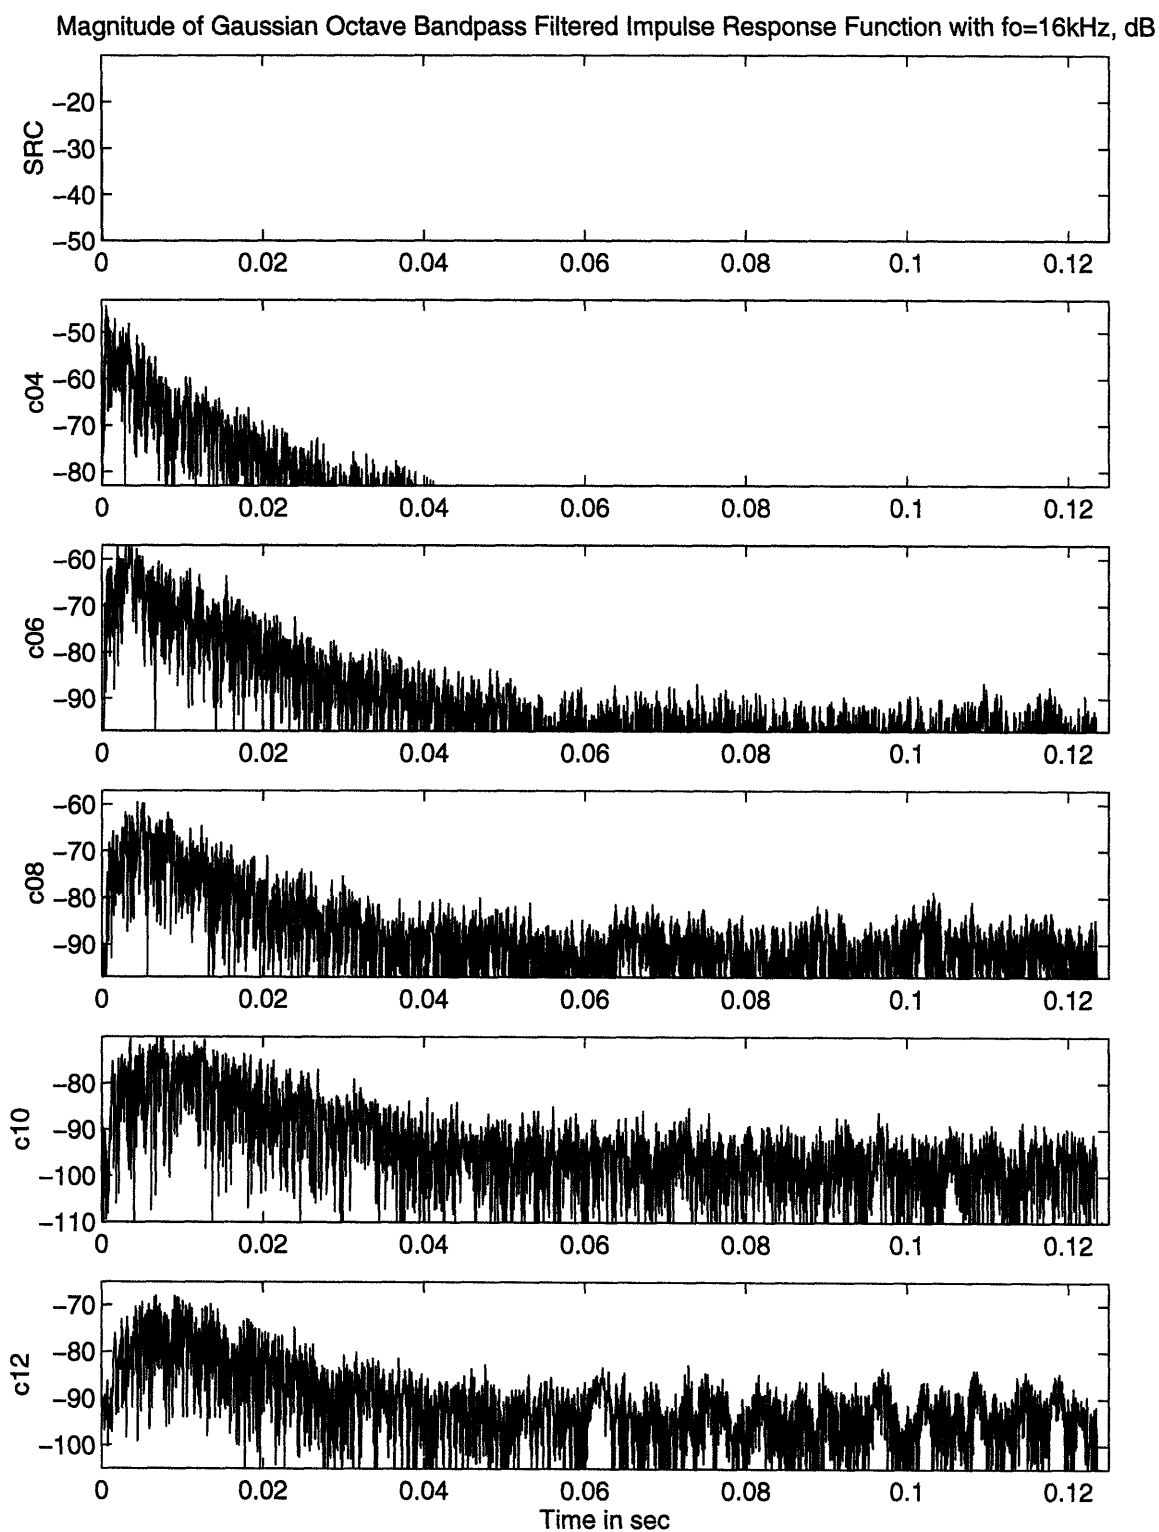 Magnitude of Gaussian Octave Bandpass Filtered Impulse Response Function with fo=16kHz, dB
SRC
−20
−30
−40
−50
0 0.02 0.04 0.06 0.08 0.1 0.12
c04
−50
−60
−70
−80
0 0.02 0.04 0.06 0.08 0.1 0.12
c06
−60
−70
−80
−90
0 0.02 0.04 0.06 0.08 0.1 0.12
c08
−60
−70
−80
−90
0 0.02 0.04 0.06 0.08 0.1 0.12
c10
−80
−90
−100
−110
0 0.02 0.04 0.06 0.08 0.1 0.12
c12
−70
−80
−90
−100
0 0.02 0.04 0.06 0.08 0.1 0.12
Time in sec